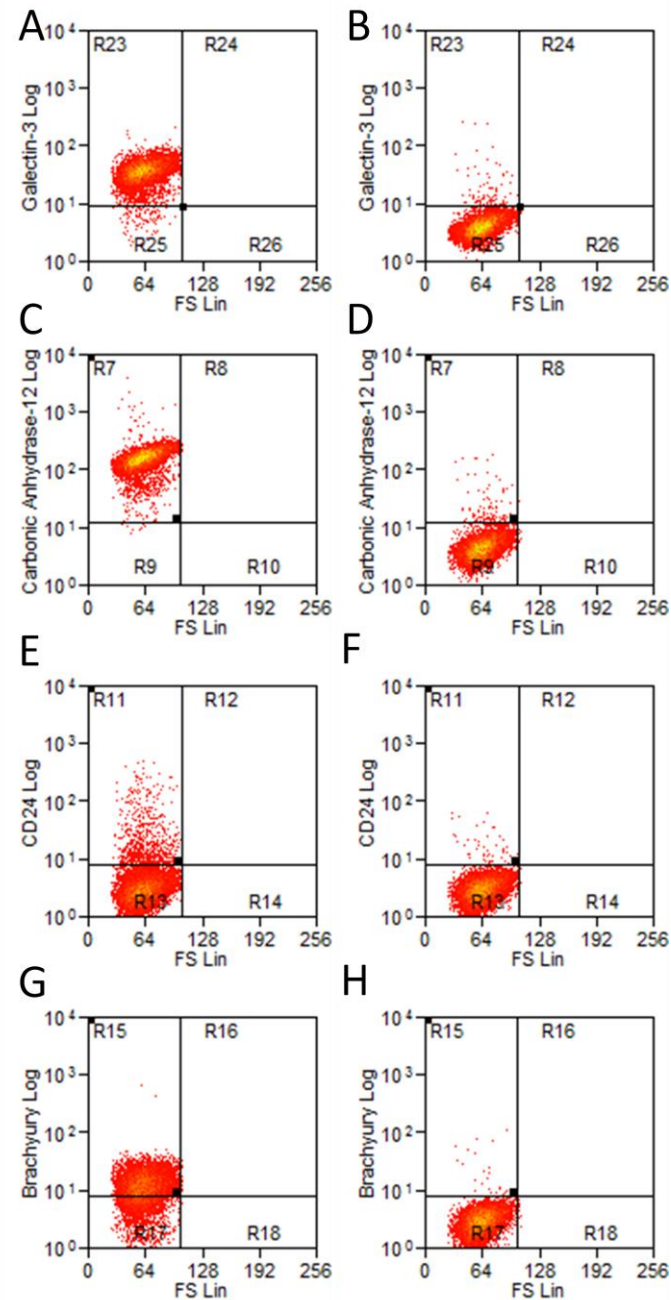 A
B
10⁴
R23
R24
10³
10²
10¹
10⁰
R25
R26
Galectin-3 Log
0 64 128 192 256
FS Lin
10⁴
R23
R24
10³
10²
10¹
10⁰
R25
R26
Galectin-3 Log
0 64 128 192 256
FS Lin
C
D
10⁴
R7
R8
10³
10²
10¹
10⁰
R9
R10
Carbonic Anhydrase-12 Log
0 64 128 192 256
FS Lin
10⁴
R7
R8
10³
10²
10¹
10⁰
R9
R10
Carbonic Anhydrase-12 Log
0 64 128 192 256
FS Lin
E
F
10⁴
R11
R12
10³
10²
10¹
10⁰
R13
R14
CD24 Log
0 64 128 192 256
FS Lin
10⁴
R11
R12
10³
10²
10¹
10⁰
R13
R14
CD24 Log
0 64 128 192 256
FS Lin
G
H
10⁴
R15
R16
10³
10²
10¹
10⁰
R17
R18
Brachyury Log
0 64 128 192 256
FS Lin
10⁴
R15
R16
10³
10²
10¹
10⁰
R17
R18
Brachyury Log
0 64 128 192 256
FS Lin